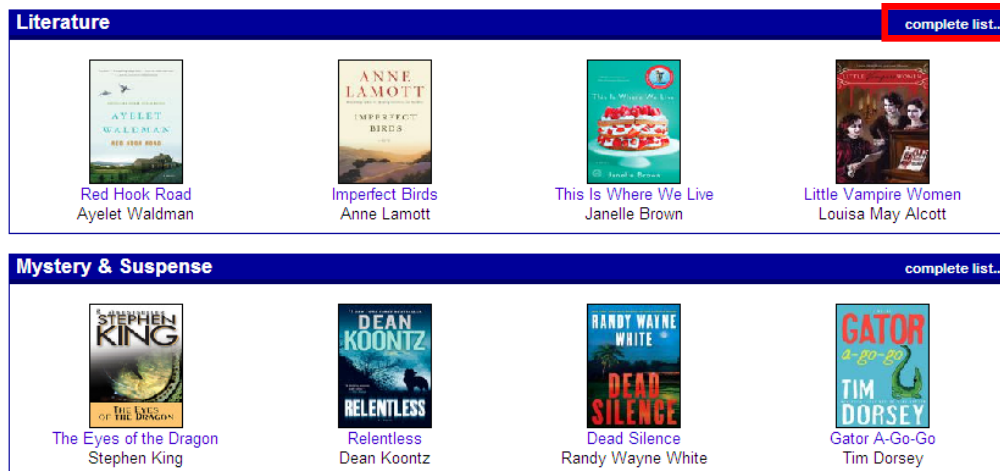 Literature
complete list..
AYELET
WALDMAN
RED HOOK ROAD
ANNE
LAMOTT
IMPERFECT
BIRDS
This Is Where We Live
Janelle Brown
LITTLE Vampire WOMEN
Red Hook Road
Ayelet Waldman
Imperfect Birds
Anne Lamott
This Is Where We Live
Janelle Brown
Little Vampire Women
Louisa May Alcott
Mystery & Suspense
complete list..
STEPHEN
KING
THE EYES
OF THE DRAGON
DEAN
KOONTZ
RELENTLESS
RANDY WAYNE
WHITE
DEAD
SILENCE
GATOR
a-go-go
TIM
DORSEY
The Eyes of the Dragon
Stephen King
Relentless
Dean Koontz
Dead Silence
Randy Wayne White
Gator A-Go-Go
Tim Dorsey